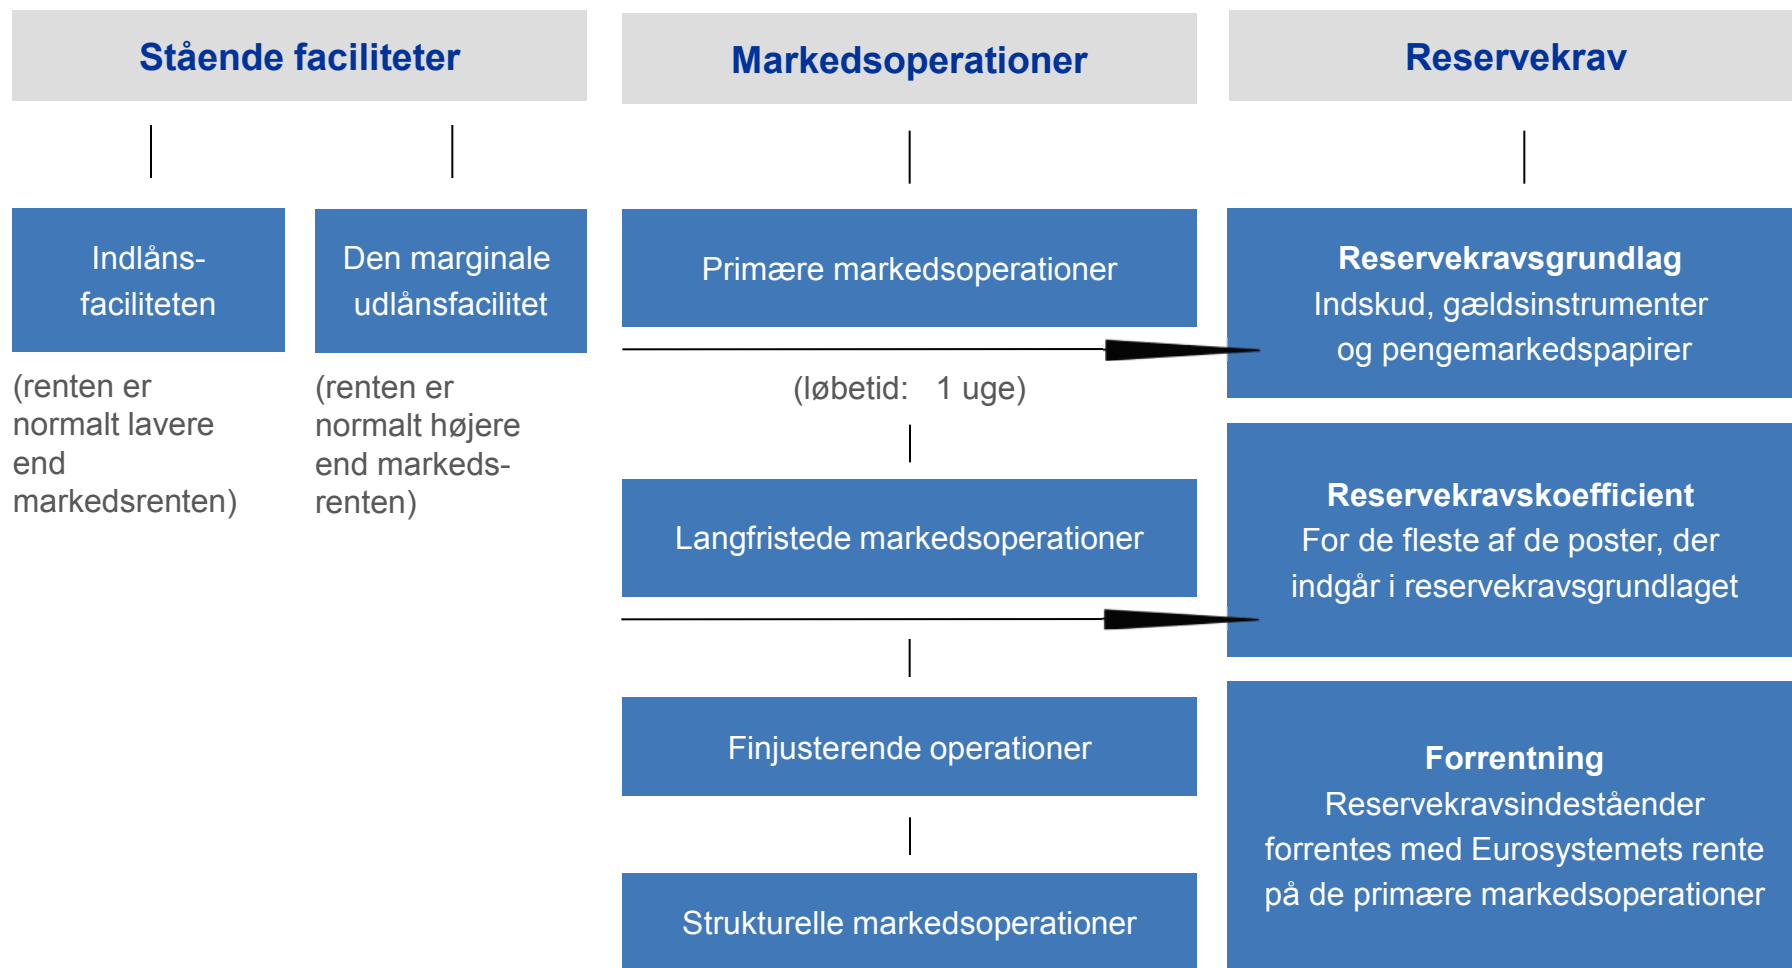 Stående faciliteter
Indlåns-
faciliteten
(renten er
normalt lavere
end
markedsrenten)
Den marginale
udlånsfacilitet
(renten er
normalt højere
end markeds-
renten)
Markedsoperationer
Primære markedsoperationer
(løbetid: 1 uge)
Langfristede markedsoperationer
Finjusterende operationer
Strukturelle markedsoperationer
Reservekrav
Reservekravsgrundlag
Indskud, gældsinstrumenter
og pengemarkedspapirer
Reservekravskoefficient
For de fleste af de poster, der
indgår i reservekravsgrundlaget
Forrentning
Reservekravsindeståender
forrentes med Eurosystemets rente
på de primære markedsoperationer